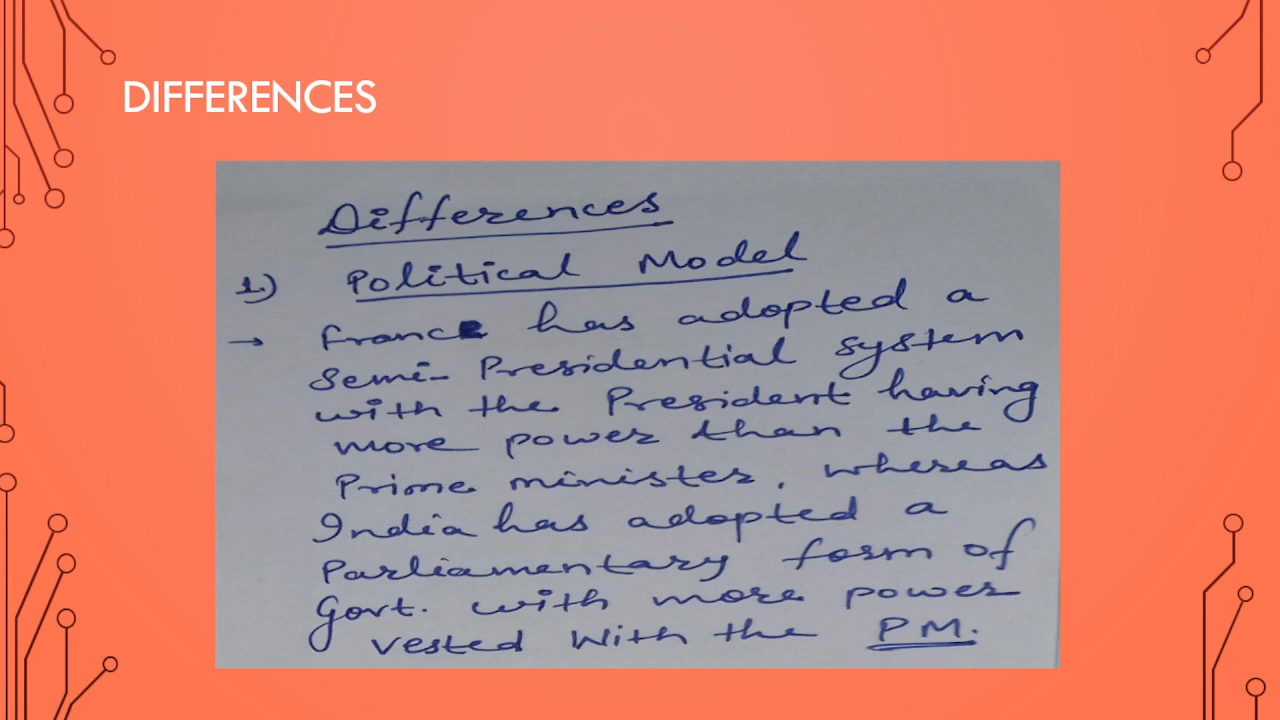 DIFFERENCES
Differences
1.) Political Model
→ France has adopted a
Semi-Presidential system
with the President having
more power than the
Prime minister, whereas
India has adopted a
Parliamentary form of
Govt. with more power
vested With the PM.